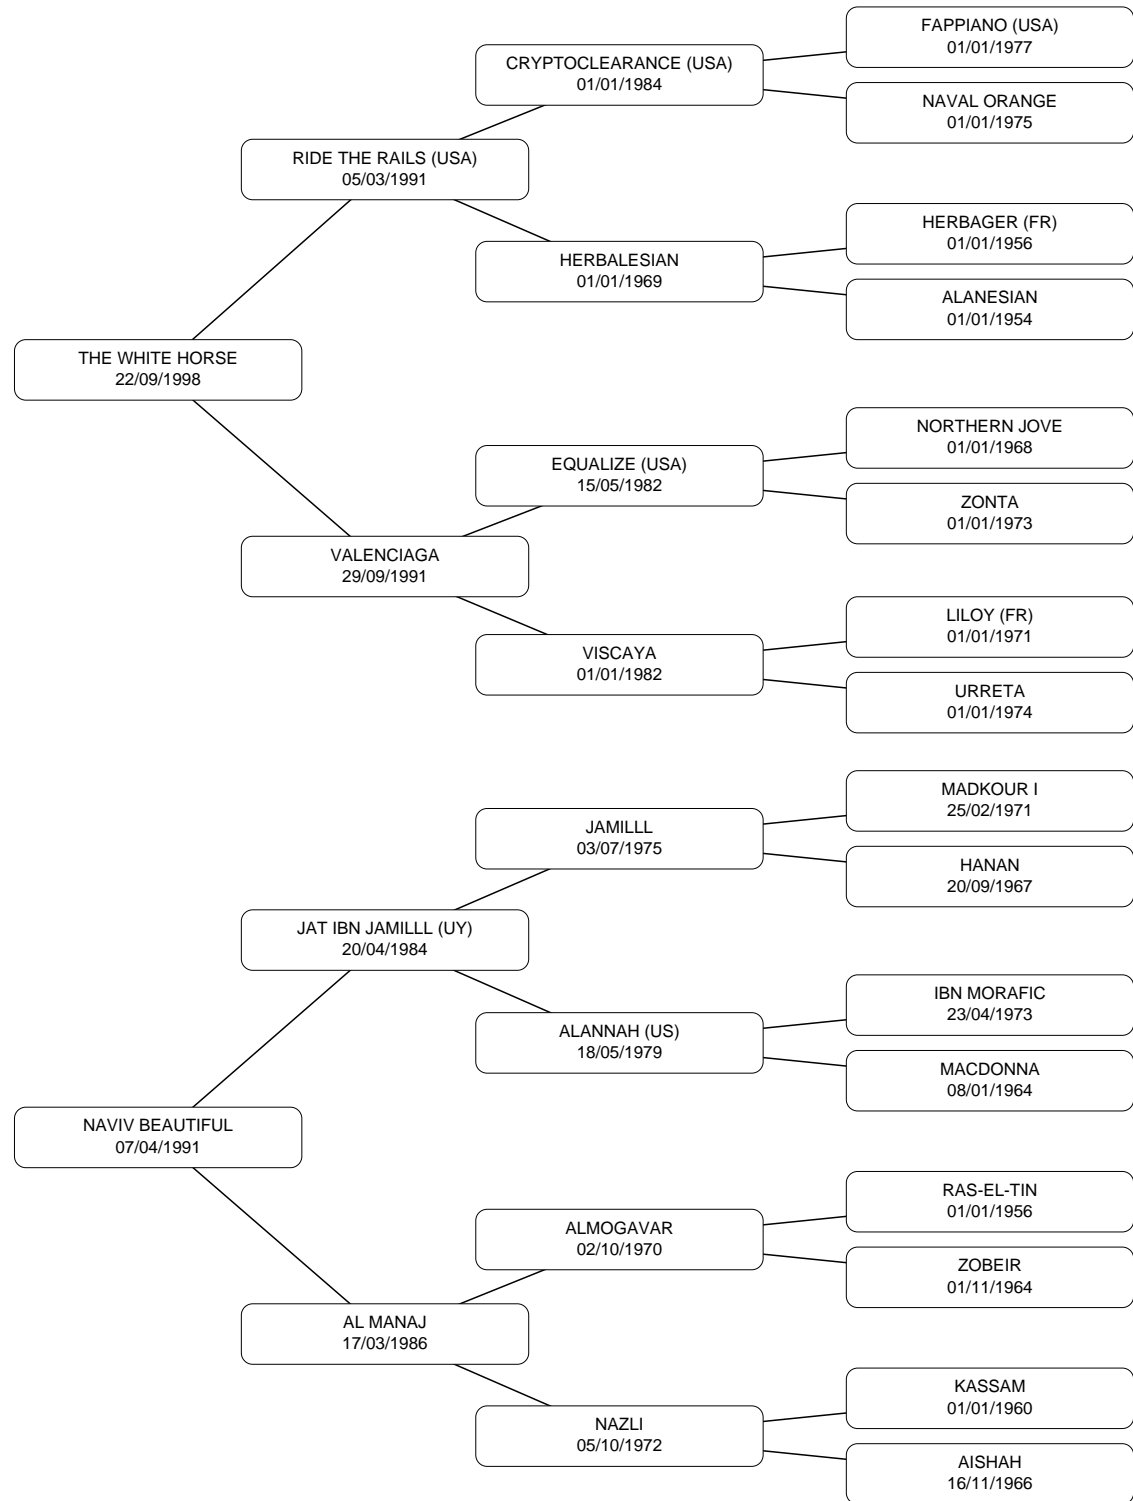 FAPPIANO (USA)
01/01/1977
CRYPTOCLEARANCE (USA)
01/01/1984
NAVAL ORANGE
01/01/1975
RIDE THE RAILS (USA)
05/03/1991
HERBAGER (FR)
01/01/1956
HERBALESIAN
01/01/1969
ALANESIAN
01/01/1954
THE WHITE HORSE
22/09/1998
NORTHERN JOVE
01/01/1968
EQUALIZE (USA)
15/05/1982
ZONTA
01/01/1973
VALENCIAGA
29/09/1991
LILOY (FR)
01/01/1971
VISCAYA
01/01/1982
URRETA
01/01/1974
MADKOUR I
25/02/1971
JAMILLL
03/07/1975
HANAN
20/09/1967
JAT IBN JAMILLL (UY)
20/04/1984
IBN MORAFIC
23/04/1973
ALANNAH (US)
18/05/1979
MACDONNA
08/01/1964
NAVIV BEAUTIFUL
07/04/1991
RAS-EL-TIN
01/01/1956
ALMOGAVAR
02/10/1970
ZOBEIR
01/11/1964
AL MANAJ
17/03/1986
KASSAM
01/01/1960
NAZLI
05/10/1972
AISHAH
16/11/1966